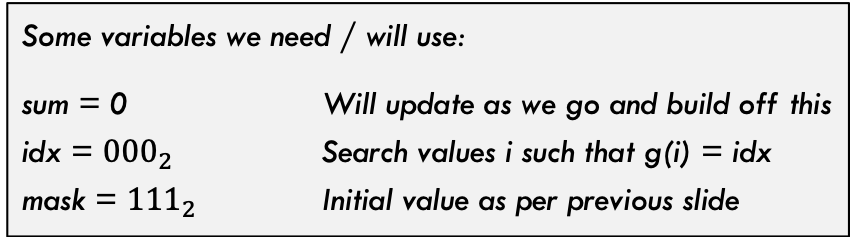 Some variables we need / will use:
sum = 0 Will update as we go and build off this
idx = 000₂ Search values i such that g(i) = idx
mask = 111₂ Initial value as per previous slide